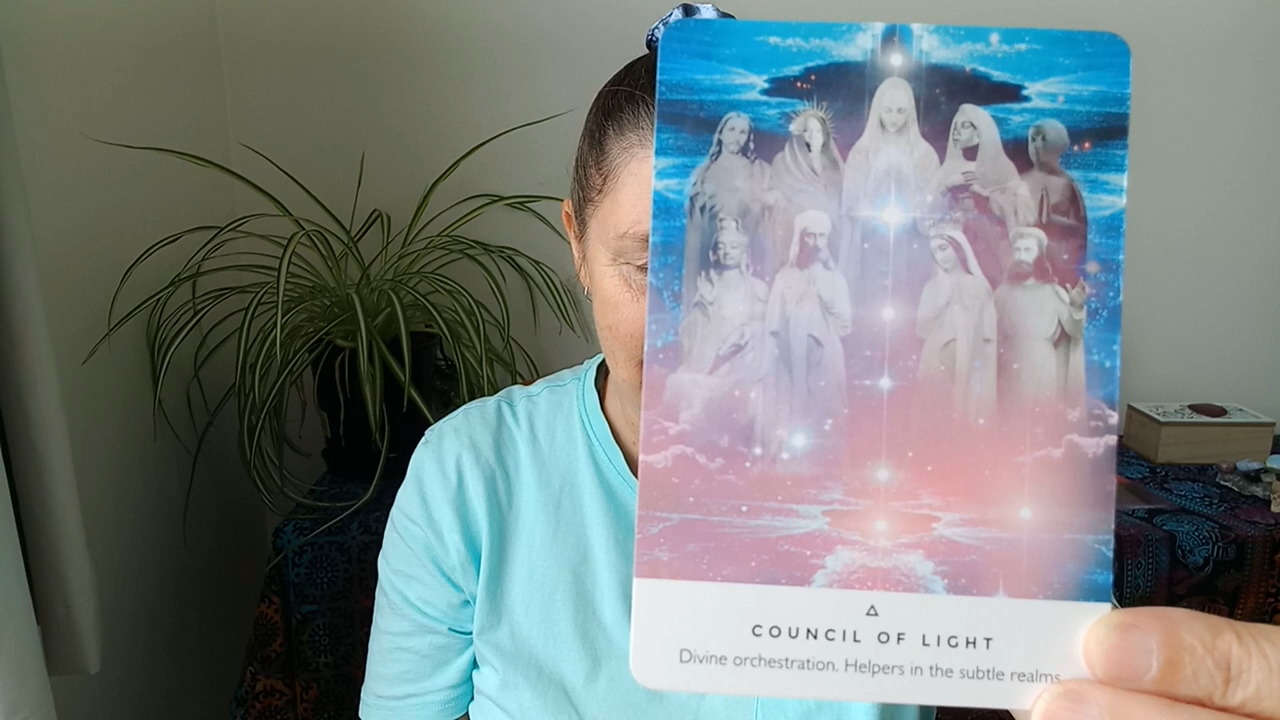 COUNCIL OF LIGHT
Divine orchestration. Helpers in the subtle realms